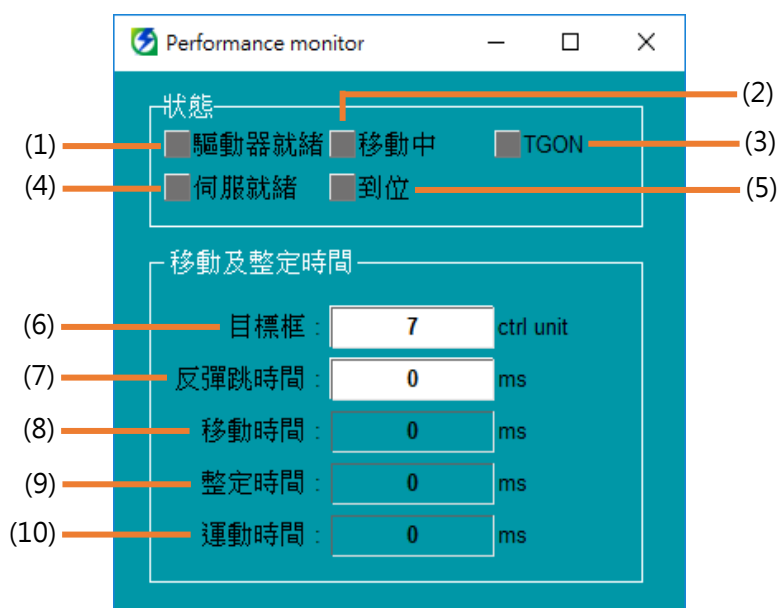 Performance monitor
狀態
(2)
(1) 驅動器就緒 移動中 TGON (3)
(4) 伺服就緒 到位 (5)
移動及整定時間
(6) 目標框 : 7 ctrl unit
(7) 反彈跳時間 : 0 ms
(8) 移動時間 : 0 ms
(9) 整定時間 : 0 ms
(10) 運動時間 : 0 ms